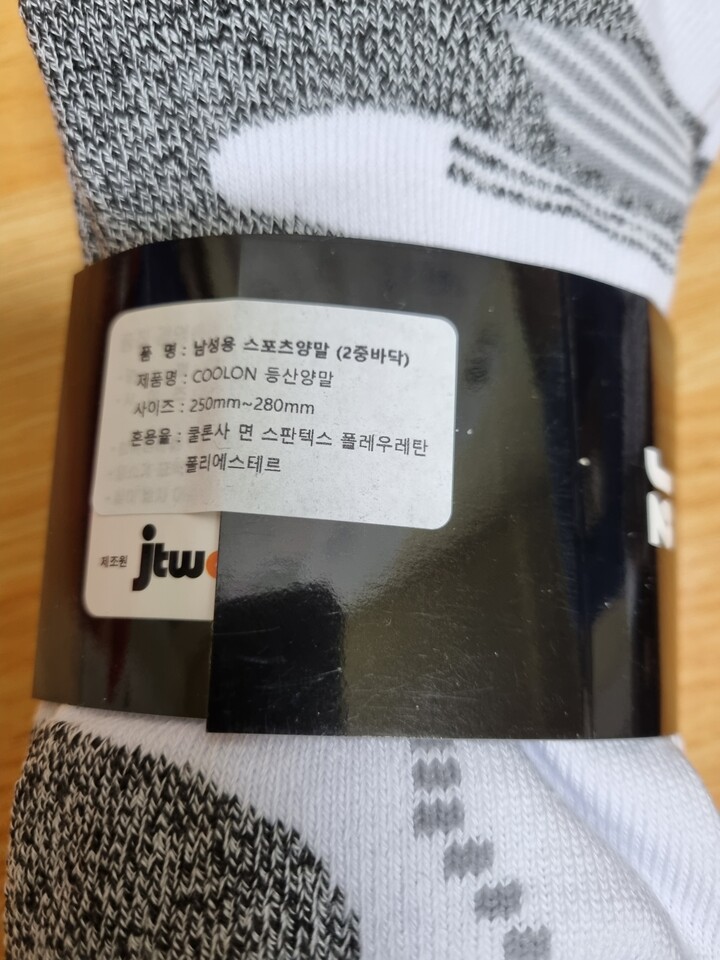 품 명 : 남성용 스포츠양말 (2중바닥)
제품명 : COOLON 등산양말
사이즈 : 250mm~280mm
혼용율 : 쿨론사 면 스판텍스 폴레우레탄
폴리에스테르
제조원 jtw